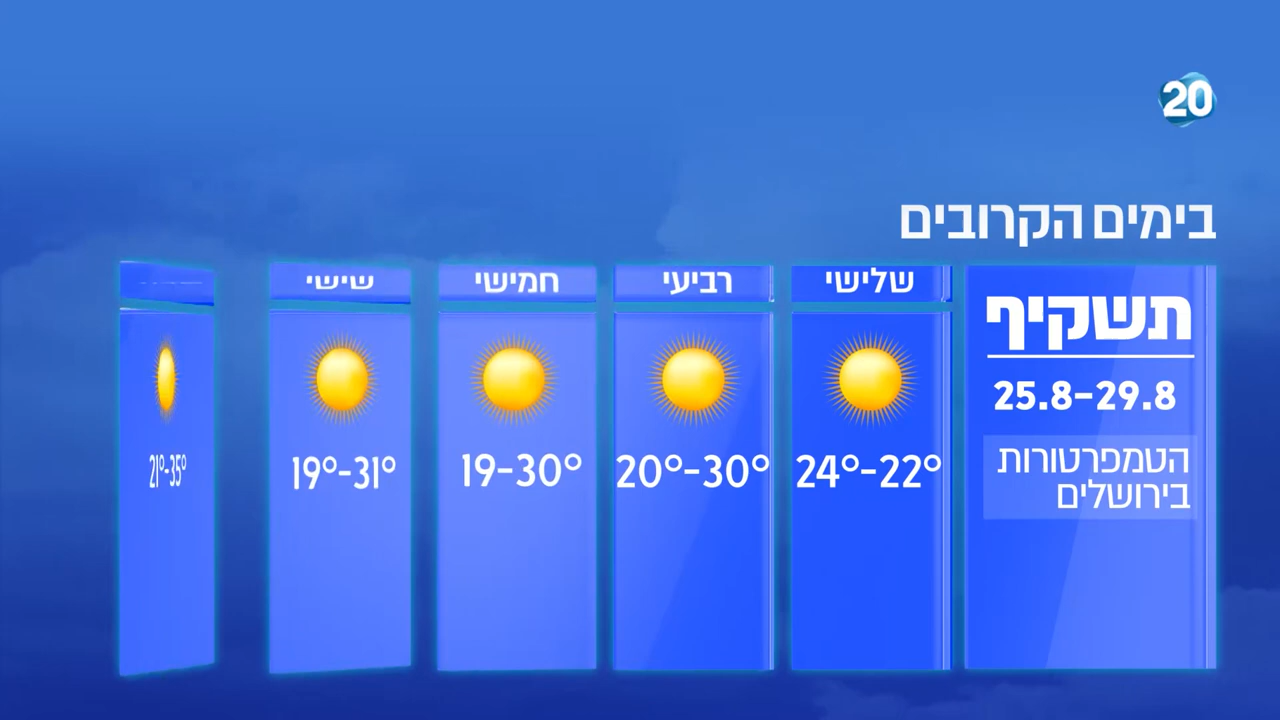 20
בימים הקרובים
תשקיף
25.8–29.8
הטמפרטורות
בירושלים
שלישי
24°–22°
רביעי
20°–30°
חמישי
19–30°
שישי
19°–31°
21°-35°